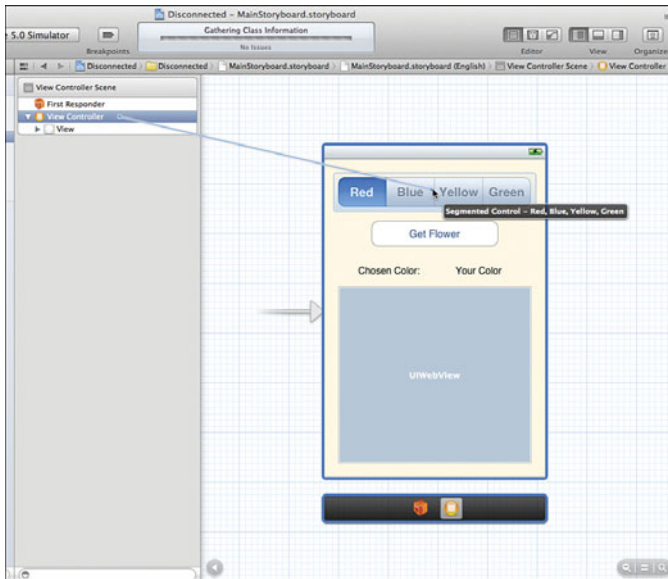 Disconnected – MainStoryboard.storyboard
5.0 Simulator
Breakpoints
Gathering Class Information
No Issues
Editor
View
Organize
Disconnected
Disconnected
MainStoryboard.storyboard
MainStoryboard.storyboard (English)
View Controller Scene
View Controller
View Controller Scene
First Responder
View Controller
View
Red
Blue
Yellow
Green
Segmented Control – Red, Blue, Yellow, Green
Get Flower
Chosen Color:
Your Color
UIWebView